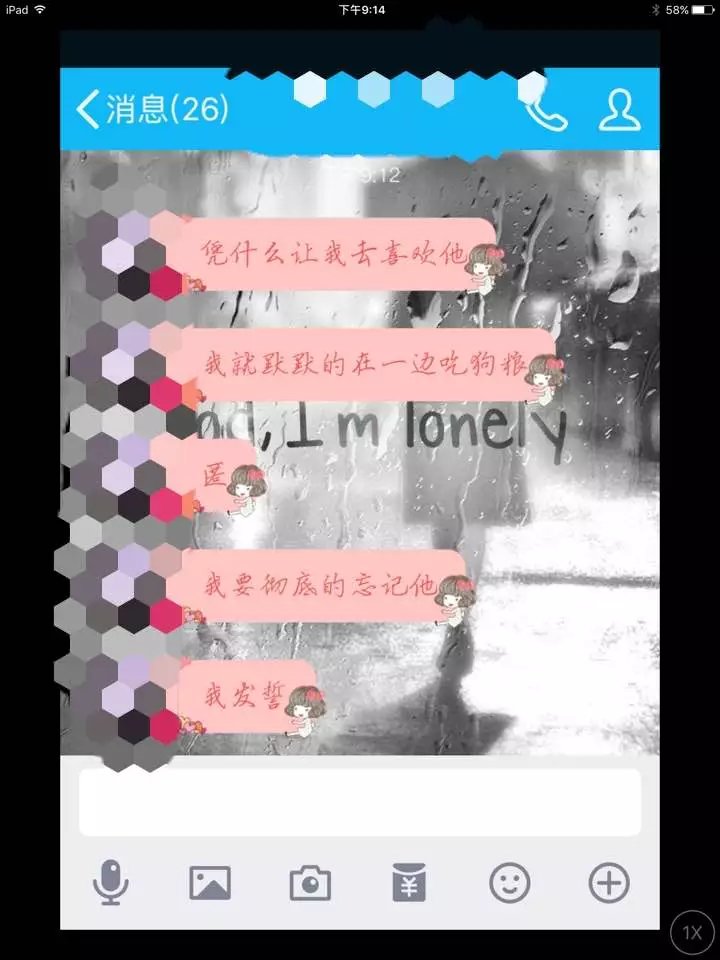 iPad 下午9:14 58%
消息(26)
9:12
凭什么让我去喜欢他
我就默默的在一边吃狗粮
, I'm lonely
匿
我要彻底的忘记他
我发誓
¥
1X